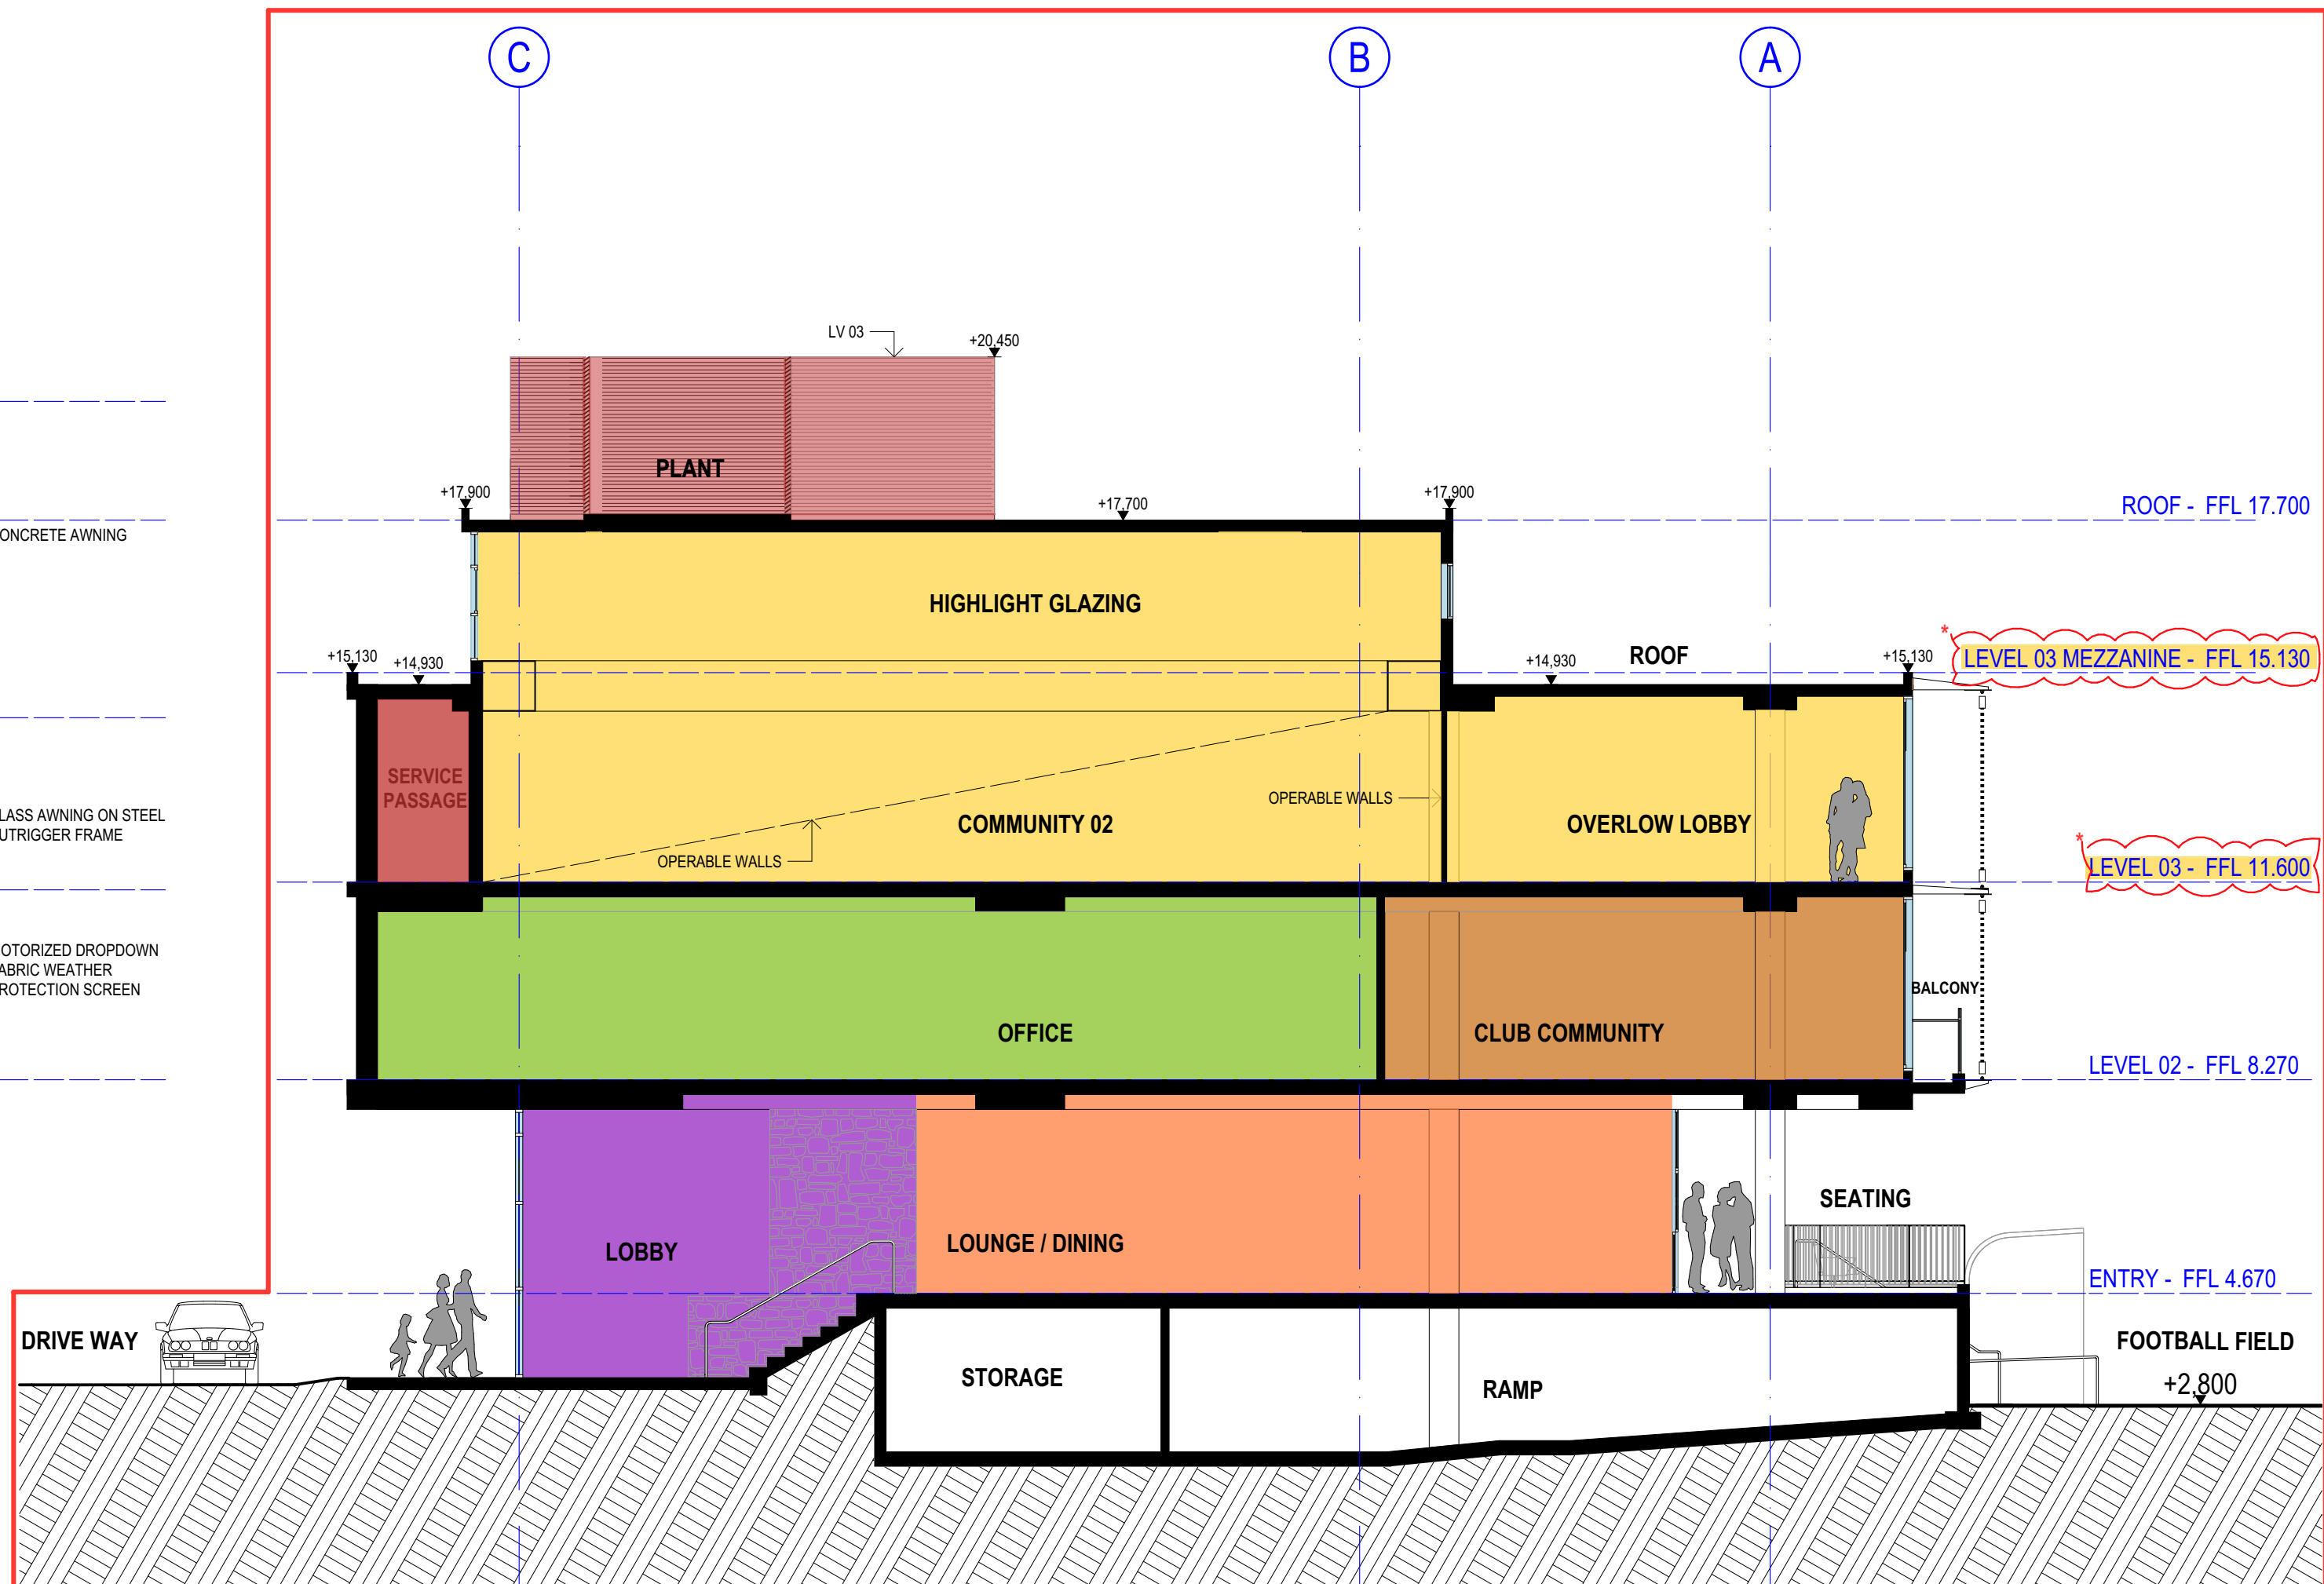 C
B
A
LV 03
+20,450
PLANT
+17,900
+17,700
+17,900
ROOF - FFL 17.700
ONCRETE AWNING
HIGHLIGHT GLAZING
+15,130
+14,930
+14,930
ROOF
+15,130
*
LEVEL 03 MEZZANINE - FFL 15.130
SERVICE
PASSAGE
OPERABLE WALLS
LASS AWNING ON STEEL
UTRIGGER FRAME
COMMUNITY 02
OVERLOW LOBBY
OPERABLE WALLS
*
LEVEL 03 - FFL 11.600
OTORIZED DROPDOWN
ABRIC WEATHER
ROTECTION SCREEN
BALCONY
OFFICE
CLUB COMMUNITY
LEVEL 02 - FFL 8.270
SEATING
LOBBY
LOUNGE / DINING
ENTRY - FFL 4.670
DRIVE WAY
FOOTBALL FIELD
+2,800
STORAGE
RAMP